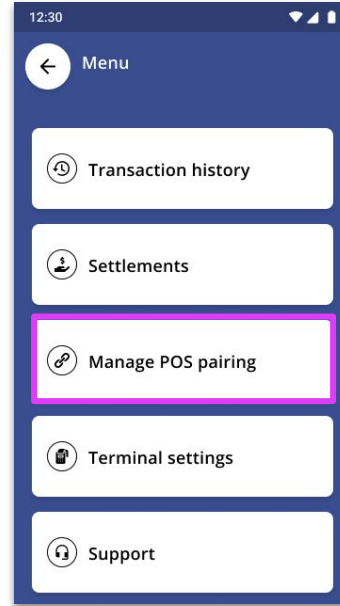 12:30
Menu
Transaction history
Settlements
Manage POS pairing
Terminal settings
Support